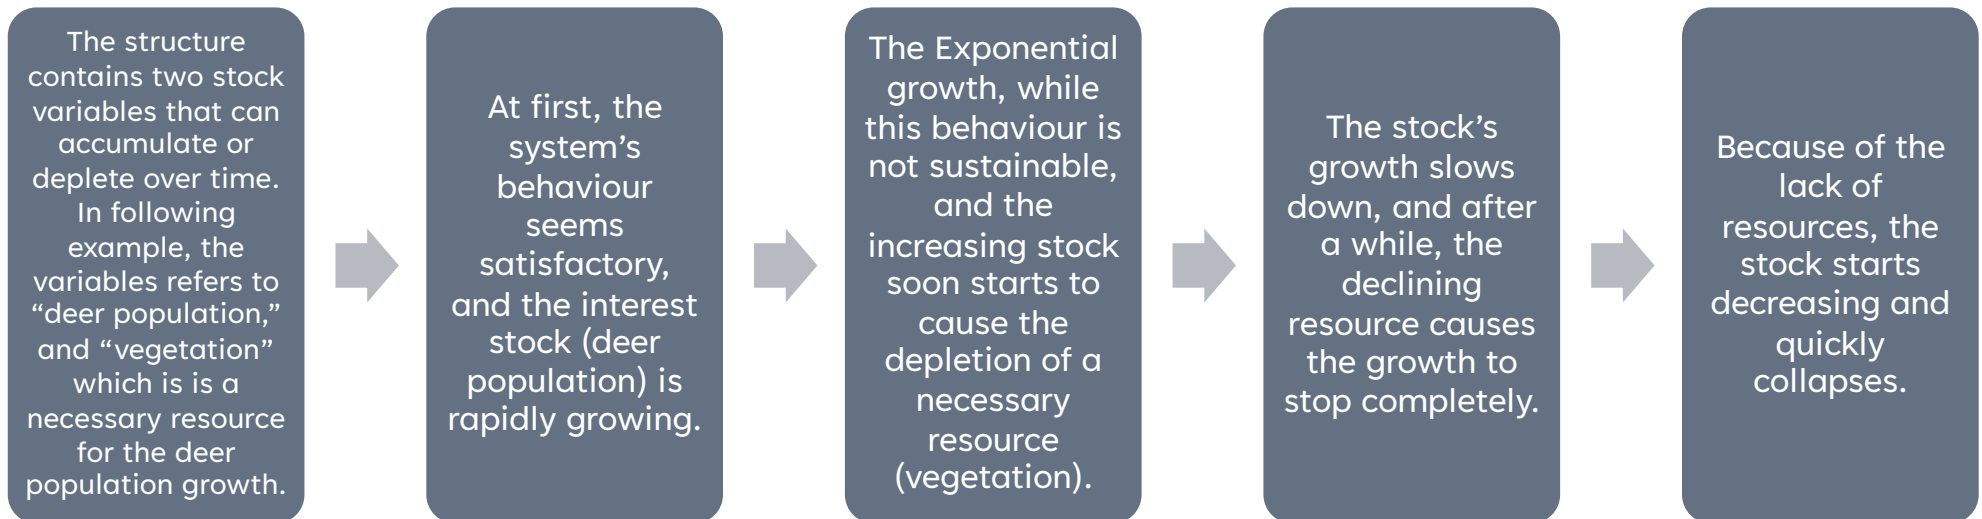 The structure
contains two stock
variables that can
accumulate or
deplete over time.
In following
example, the
variables refers to
“deer population,”
and “vegetation”
which is is a
necessary resource
for the deer
population growth.
At first, the
system’s
behaviour
seems
satisfactory,
and the interest
stock (deer
population) is
rapidly growing.
The Exponential
growth, while
this behaviour is
not sustainable,
and the
increasing stock
soon starts to
cause the
depletion of a
necessary
resource
(vegetation).
The stock’s
growth slows
down, and after
a while, the
declining
resource causes
the growth to
stop completely.
Because of the
lack of
resources, the
stock starts
decreasing and
quickly
collapses.